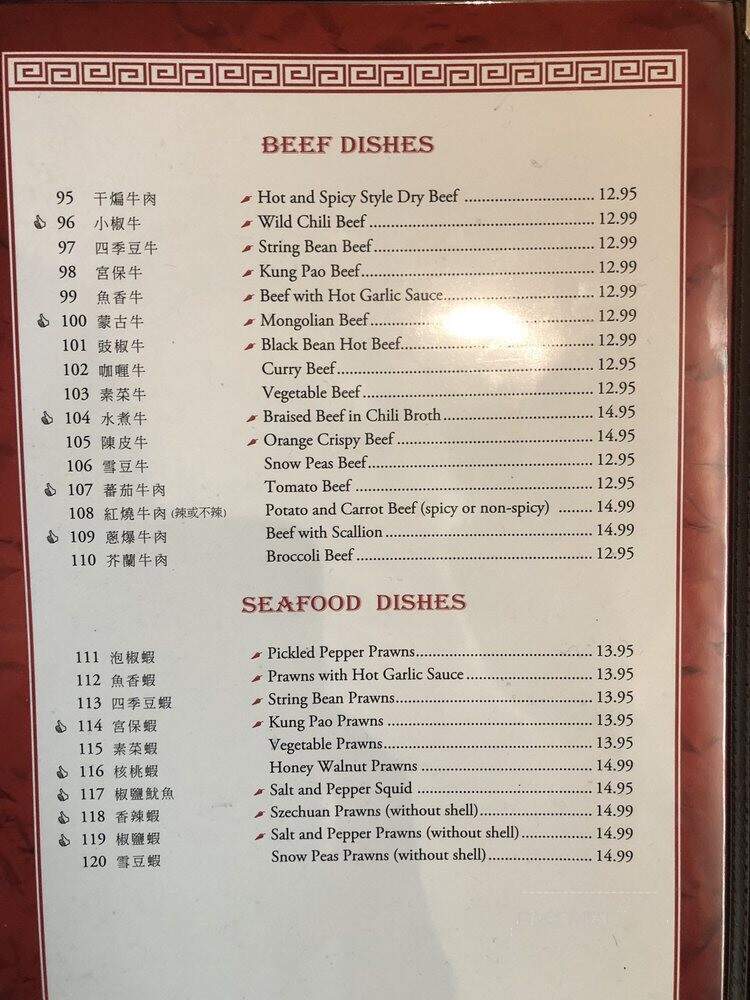 BEEF DISHES
95 干煸牛肉 Hot and Spicy Style Dry Beef 12.95
96 小椒牛 Wild Chili Beef 12.99
97 四季豆牛 String Bean Beef 12.99
98 宮保牛 Kung Pao Beef 12.99
99 魚香牛 Beef with Hot Garlic Sauce 12.99
100 蒙古牛 Mongolian Beef 12.99
101 豉椒牛 Black Bean Hot Beef 12.99
102 咖喱牛 Curry Beef 12.95
103 素菜牛 Vegetable Beef 12.95
104 水煮牛 Braised Beef in Chili Broth 14.95
105 陳皮牛 Orange Crispy Beef 14.95
106 雪豆牛 Snow Peas Beef 12.95
107 蕃茄牛肉 Tomato Beef 12.95
108 紅燒牛肉 (辣或不辣) Potato and Carrot Beef (spicy or non-spicy) 14.99
109 蔥爆牛肉 Beef with Scallion 14.99
110 芥蘭牛肉 Broccoli Beef 12.95
SEAFOOD DISHES
111 泡椒蝦 Pickled Pepper Prawns 13.95
112 魚香蝦 Prawns with Hot Garlic Sauce 13.95
113 四季豆蝦 String Bean Prawns 13.95
114 宮保蝦 Kung Pao Prawns 13.95
115 素菜蝦 Vegetable Prawns 13.95
116 核桃蝦 Honey Walnut Prawns 14.99
117 椒鹽魷魚 Salt and Pepper Squid 14.95
118 香辣蝦 Szechuan Prawns (without shell) 14.99
119 椒鹽蝦 Salt and Pepper Prawns (without shell) 14.99
120 雪豆蝦 Snow Peas Prawns (without shell) 14.99